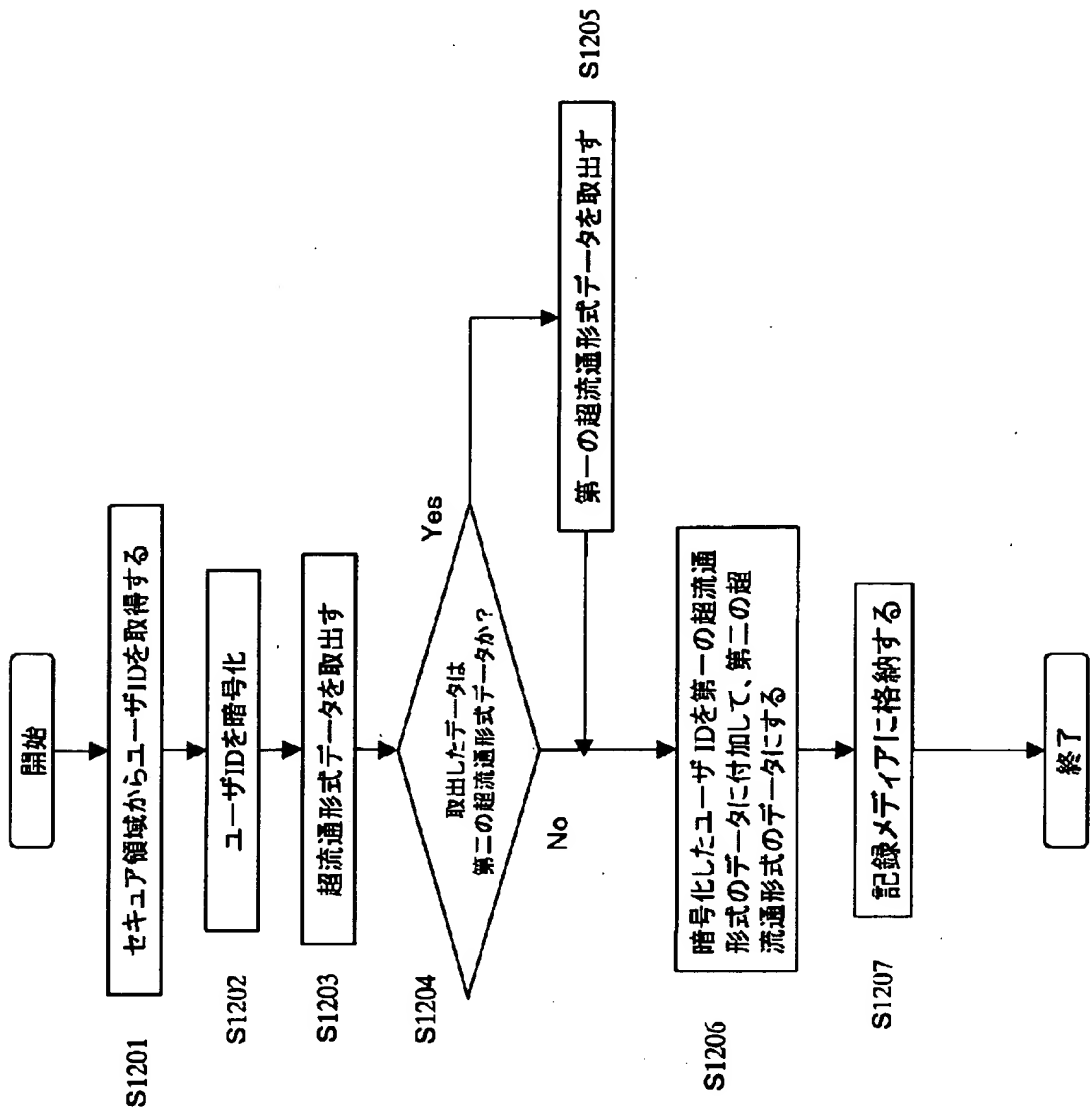 開始
S1201
セキュア領域からユーザIDを取得する
S1202
ユーザIDを暗号化
S1203
超流通形式データを取出す
S1204
取出したデータは
第二の超流通形式データか?
Yes
No
S1205
第一の超流通形式データを取出す
S1206
暗号化したユーザIDを第一の超流通
形式のデータに付加して、第二の超
流通形式のデータにする
S1207
記録メディアに格納する
終了